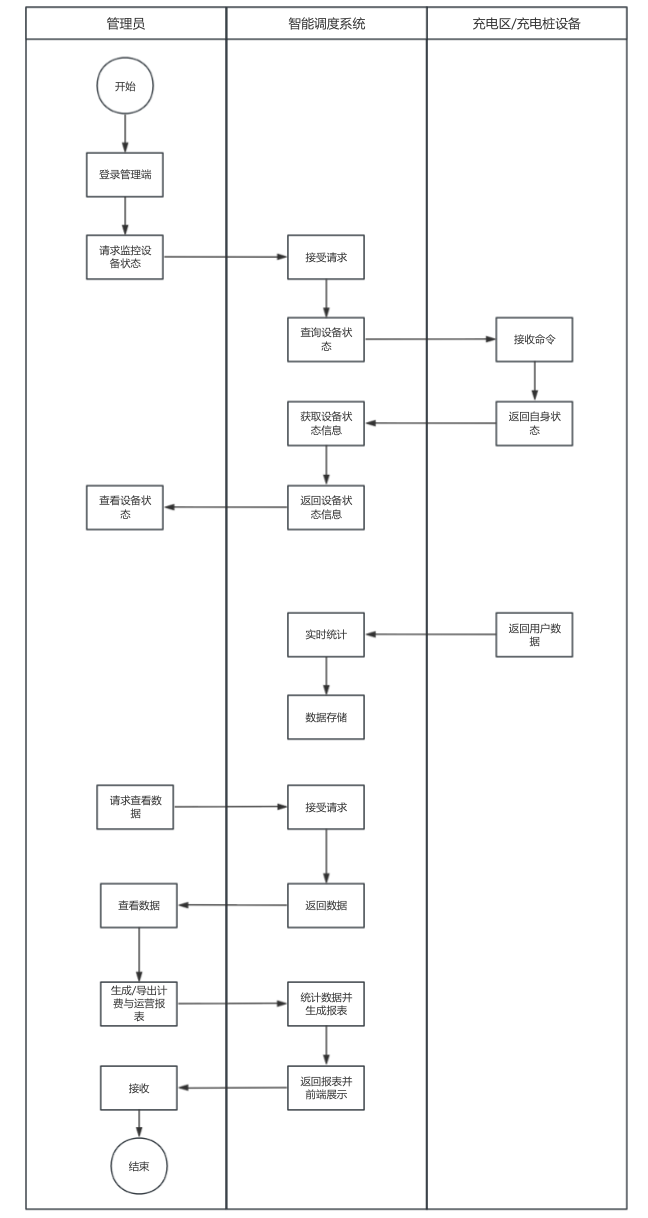 管理员
智能调度系统
充电区/充电桩设备
开始
登录管理端
请求监控设
备状态
接受请求
查询设备状
态
接收命令
获取设备状
态信息
返回自身状
态
查看设备状
态
返回设备状
态信息
实时统计
返回用户数
据
数据存储
请求查看数
据
接受请求
查看数据
返回数据
生成/导出计
费与运营报
表
统计数据并
生成报表
接收
返回报表并
前端展示
结束